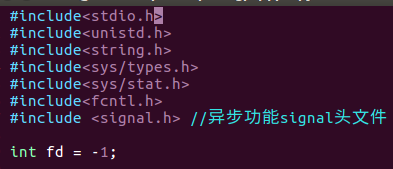 #include<stdio.h>
#include<unistd.h>
#include<string.h>
#include<sys/types.h>
#include<sys/stat.h>
#include<fcntl.h>
#include <signal.h> //异步功能signal头文件
int fd = -1;